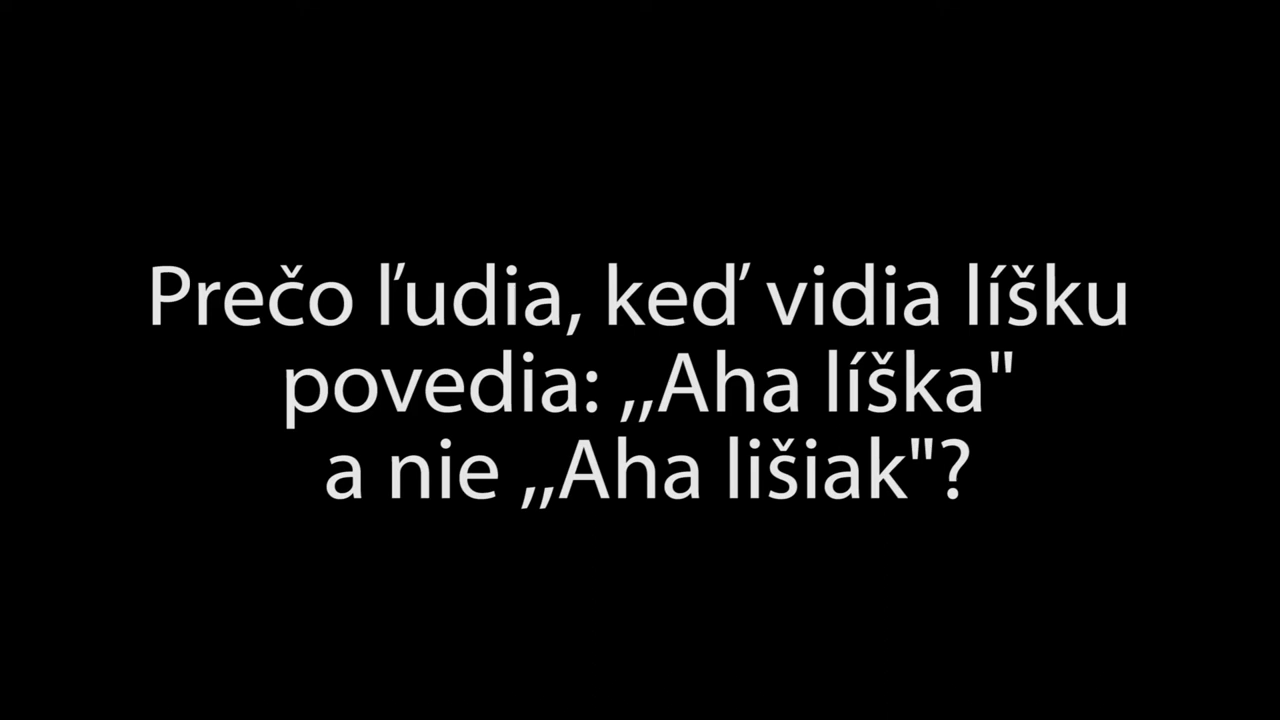 Prečo ľudia, keď vidia líšku
povedia: ,,Aha líška"
a nie ,,Aha lišiak"?